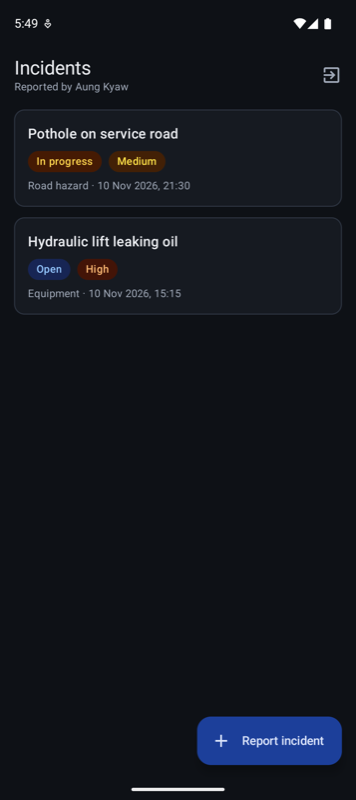 5:49
Incidents
Reported by Aung Kyaw
Pothole on service road
In progress Medium
Road hazard · 10 Nov 2026, 21:30
Hydraulic lift leaking oil
Open High
Equipment · 10 Nov 2026, 15:15
Report incident